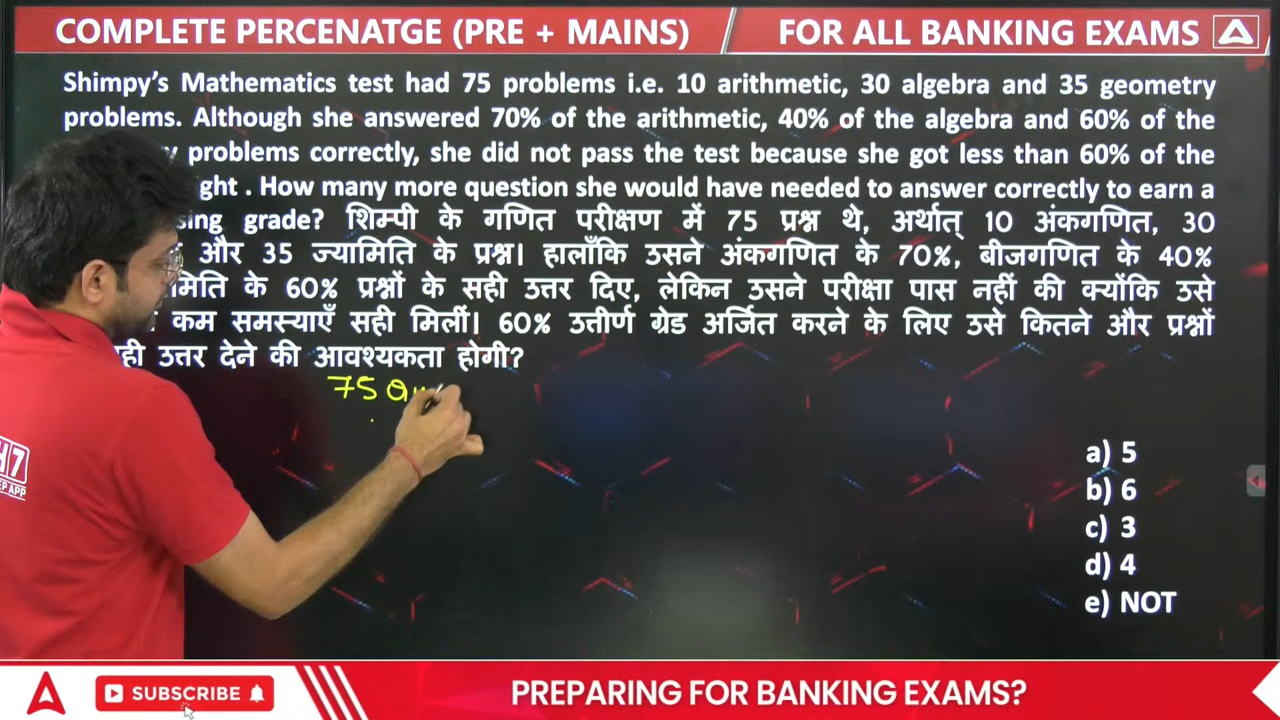 COMPLETE PERCENATGE (PRE + MAINS) FOR ALL BANKING EXAMS
Shimpy's Mathematics test had 75 problems i.e. 10 arithmetic, 30 algebra and 35 geometry
problems. Although she answered 70% of the arithmetic, 40% of the algebra and 60% of the
problems correctly, she did not pass the test because she got less than 60% of the
. How many more question she would have needed to answer correctly to earn a
grade? शिम्पी के गणित परीक्षण में 75 प्रश्न थे, अर्थात् 10 अंकगणित, 30
और 35 ज्यामिति के प्रश्न। हालाँकि उसने अंकगणित के 70%, बीजगणित के 40%
के 60% प्रश्नों के सही उत्तर दिए, लेकिन उसने परीक्षा पास नहीं की क्योंकि उसे
कम समस्याएँ सही मिलीं। 60% उत्तीर्ण ग्रेड अर्जित करने के लिए उसे कितने और प्रश्नों
उत्तर देने की आवश्यकता होगी?
75
a) 5
b) 6
c) 3
d) 4
e) NOT
SUBSCRIBE
PREPARING FOR BANKING EXAMS?